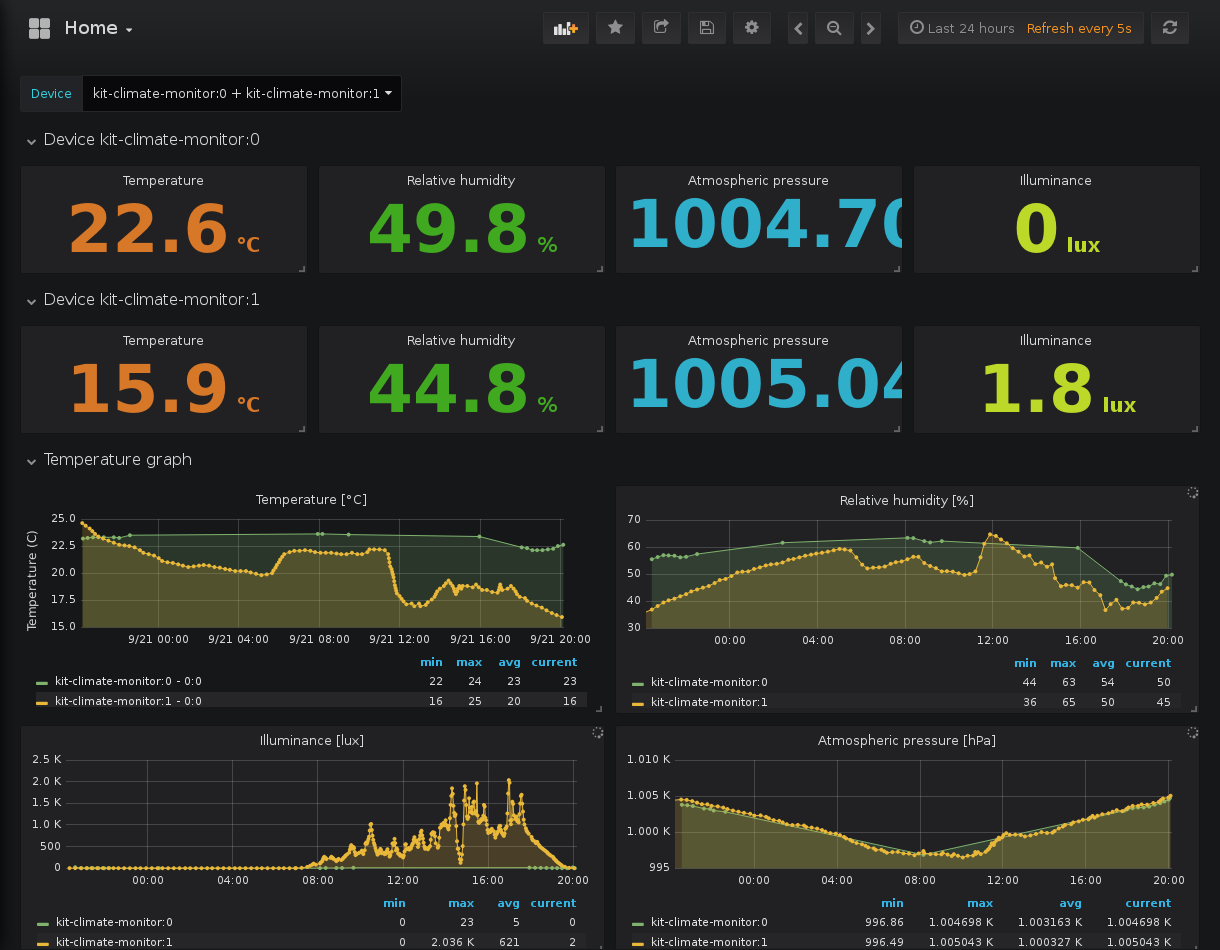 Home
Last 24 hours Refresh every 5s
Device kit-climate-monitor:0 + kit-climate-monitor:1
Device kit-climate-monitor:0
Temperature
22.6 °C
Relative humidity
49.8 %
Atmospheric pressure
1004.70
Illuminance
0 lux
Device kit-climate-monitor:1
Temperature
15.9 °C
Relative humidity
44.8 %
Atmospheric pressure
1005.04
Illuminance
1.8 lux
Temperature graph
Temperature [°C]
Temperature (C)
25.0
22.5
20.0
17.5
15.0
9/21 00:00 9/21 04:00 9/21 08:00 9/21 12:00 9/21 16:00 9/21 20:00
min max avg current
kit-climate-monitor:0 - 0:0 22 24 23 23
kit-climate-monitor:1 - 0:0 16 25 20 16
Relative humidity [%]
70
60
50
40
30
00:00 04:00 08:00 12:00 16:00 20:00
min max avg current
kit-climate-monitor:0 44 63 54 50
kit-climate-monitor:1 36 65 50 45
Illuminance [lux]
2.5 K
2.0 K
1.5 K
1.0 K
500
0
00:00 04:00 08:00 12:00 16:00 20:00
min max avg current
kit-climate-monitor:0 0 23 5 0
kit-climate-monitor:1 0 2.036 K 621 2
Atmospheric pressure [hPa]
1.010 K
1.005 K
1.000 K
995
00:00 04:00 08:00 12:00 16:00 20:00
min max avg current
kit-climate-monitor:0 996.86 1.004698 K 1.003163 K 1.004698 K
kit-climate-monitor:1 996.49 1.005043 K 1.000327 K 1.005043 K